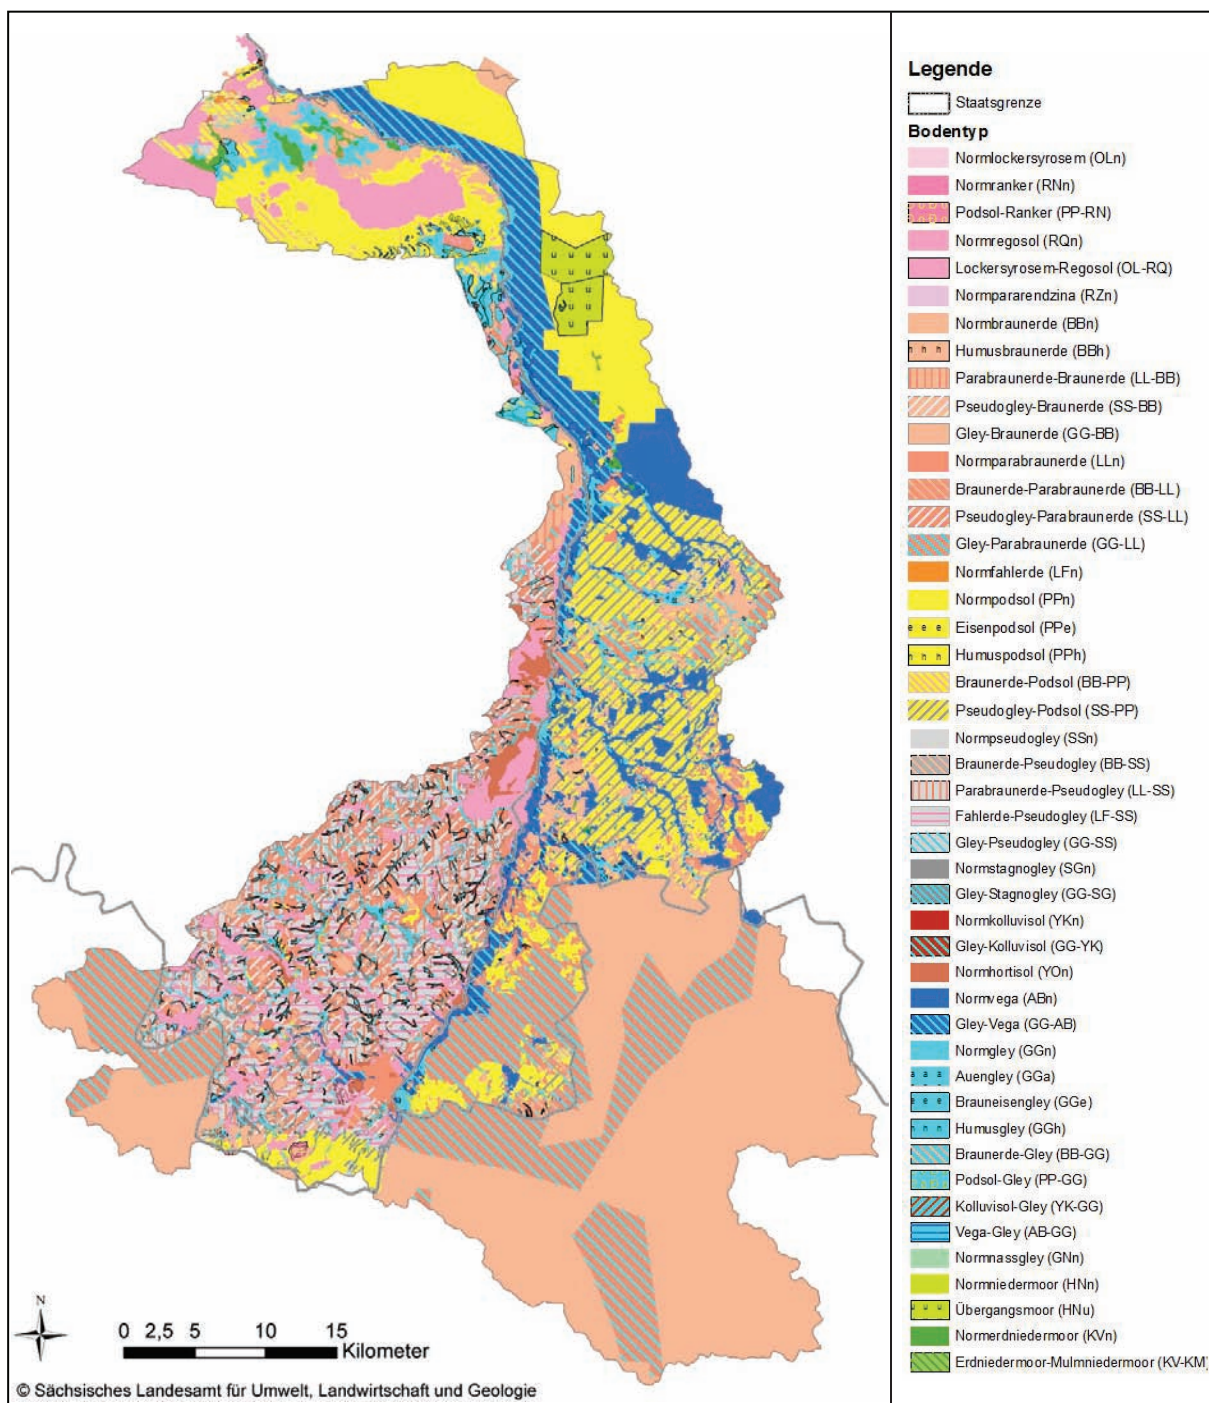 Legende
Staatsgrenze
Bodentyp
Normlockersyrosem (OLn)
Normranker (RNn)
Podsol-Ranker (PP-RN)
Normregosol (RQn)
Lockersyrosem-Regosol (OL-RQ)
Normpararendzina (RZn)
Normbraunerde (BBn)
Humusbraunerde (BBh)
Parabraunerde-Braunerde (LL-BB)
Pseudogley-Braunerde (SS-BB)
Gley-Braunerde (GG-BB)
Normparabraunerde (LLn)
Braunerde-Parabraunerde (BB-LL)
Pseudogley-Parabraunerde (SS-LL)
Gley-Parabraunerde (GG-LL)
Normfahlerde (LFn)
Normpodsol (PPn)
Eisenpodsol (PPe)
Humuspodsol (PPh)
Braunerde-Podsol (BB-PP)
Pseudogley-Podsol (SS-PP)
Normpseudogley (SSn)
Braunerde-Pseudogley (BB-SS)
Parabraunerde-Pseudogley (LL-SS)
Fahlerde-Pseudogley (LF-SS)
Gley-Pseudogley (GG-SS)
Normstagnogley (SGn)
Gley-Stagnogley (GG-SG)
Normkolluvisol (YKn)
Gley-Kolluvisol (GG-YK)
Normhortisol (YOn)
Normvega (ABn)
Gley-Vega (GG-AB)
Normgley (GGn)
Auengley (GGa)
Brauneisengley (GGe)
Humusgley (GGh)
Braunerde-Gley (BB-GG)
Podsol-Gley (PP-GG)
Kolluvisol-Gley (YK-GG)
Vega-Gley (AB-GG)
Normnassgley (GNn)
Normniedermoor (HNn)
Übergangsmoor (HNu)
Normerdniedermoor (KVn)
Erdniedermoor-Mulmniedermoor (KV-KM)
N
0 2,5 5 10 15
Kilometer
© Sächsisches Landesamt für Umwelt, Landwirtschaft und Geologie